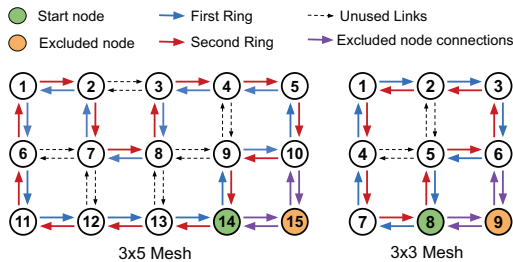 Start node
First Ring
Unused Links
Excluded node
Second Ring
Excluded node connections
1 2 3 4 5
6 7 8 9 10
11 12 13 14 15
3x5 Mesh
1 2 3
4 5 6
7 8 9
3x3 Mesh